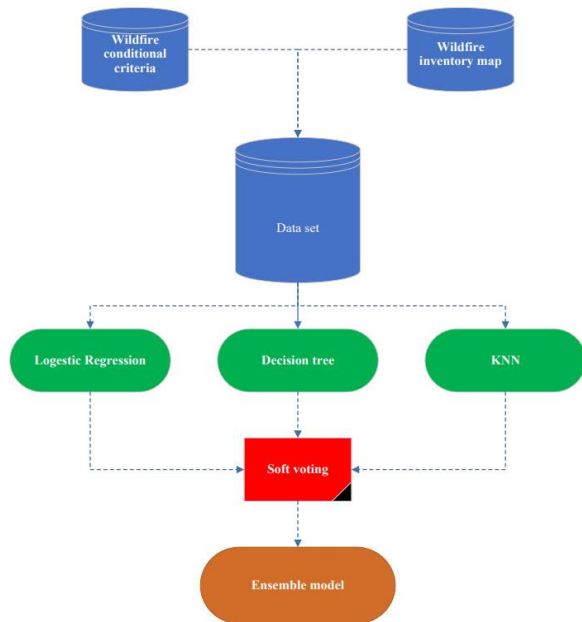 Wildfire
conditional
criteria
Wildfire
inventory map
Data set
Logestic Regression
Decision tree
KNN
Soft voting
Ensemble model